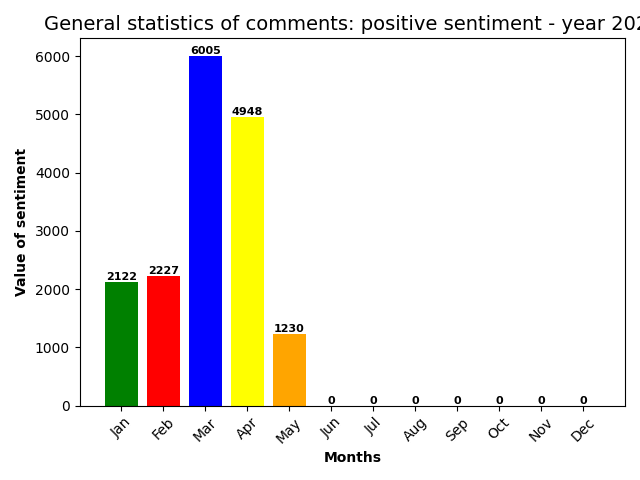 General statistics of comments: positive sentiment - year 202
6005
6000
4948
5000
4000
Value of sentiment
3000
2122 2227
2000
1230
1000
0 0 0 0 0 0 0
0
Jan Feb Mar Apr May Jun Jul Aug Sep Oct Nov Dec
Months